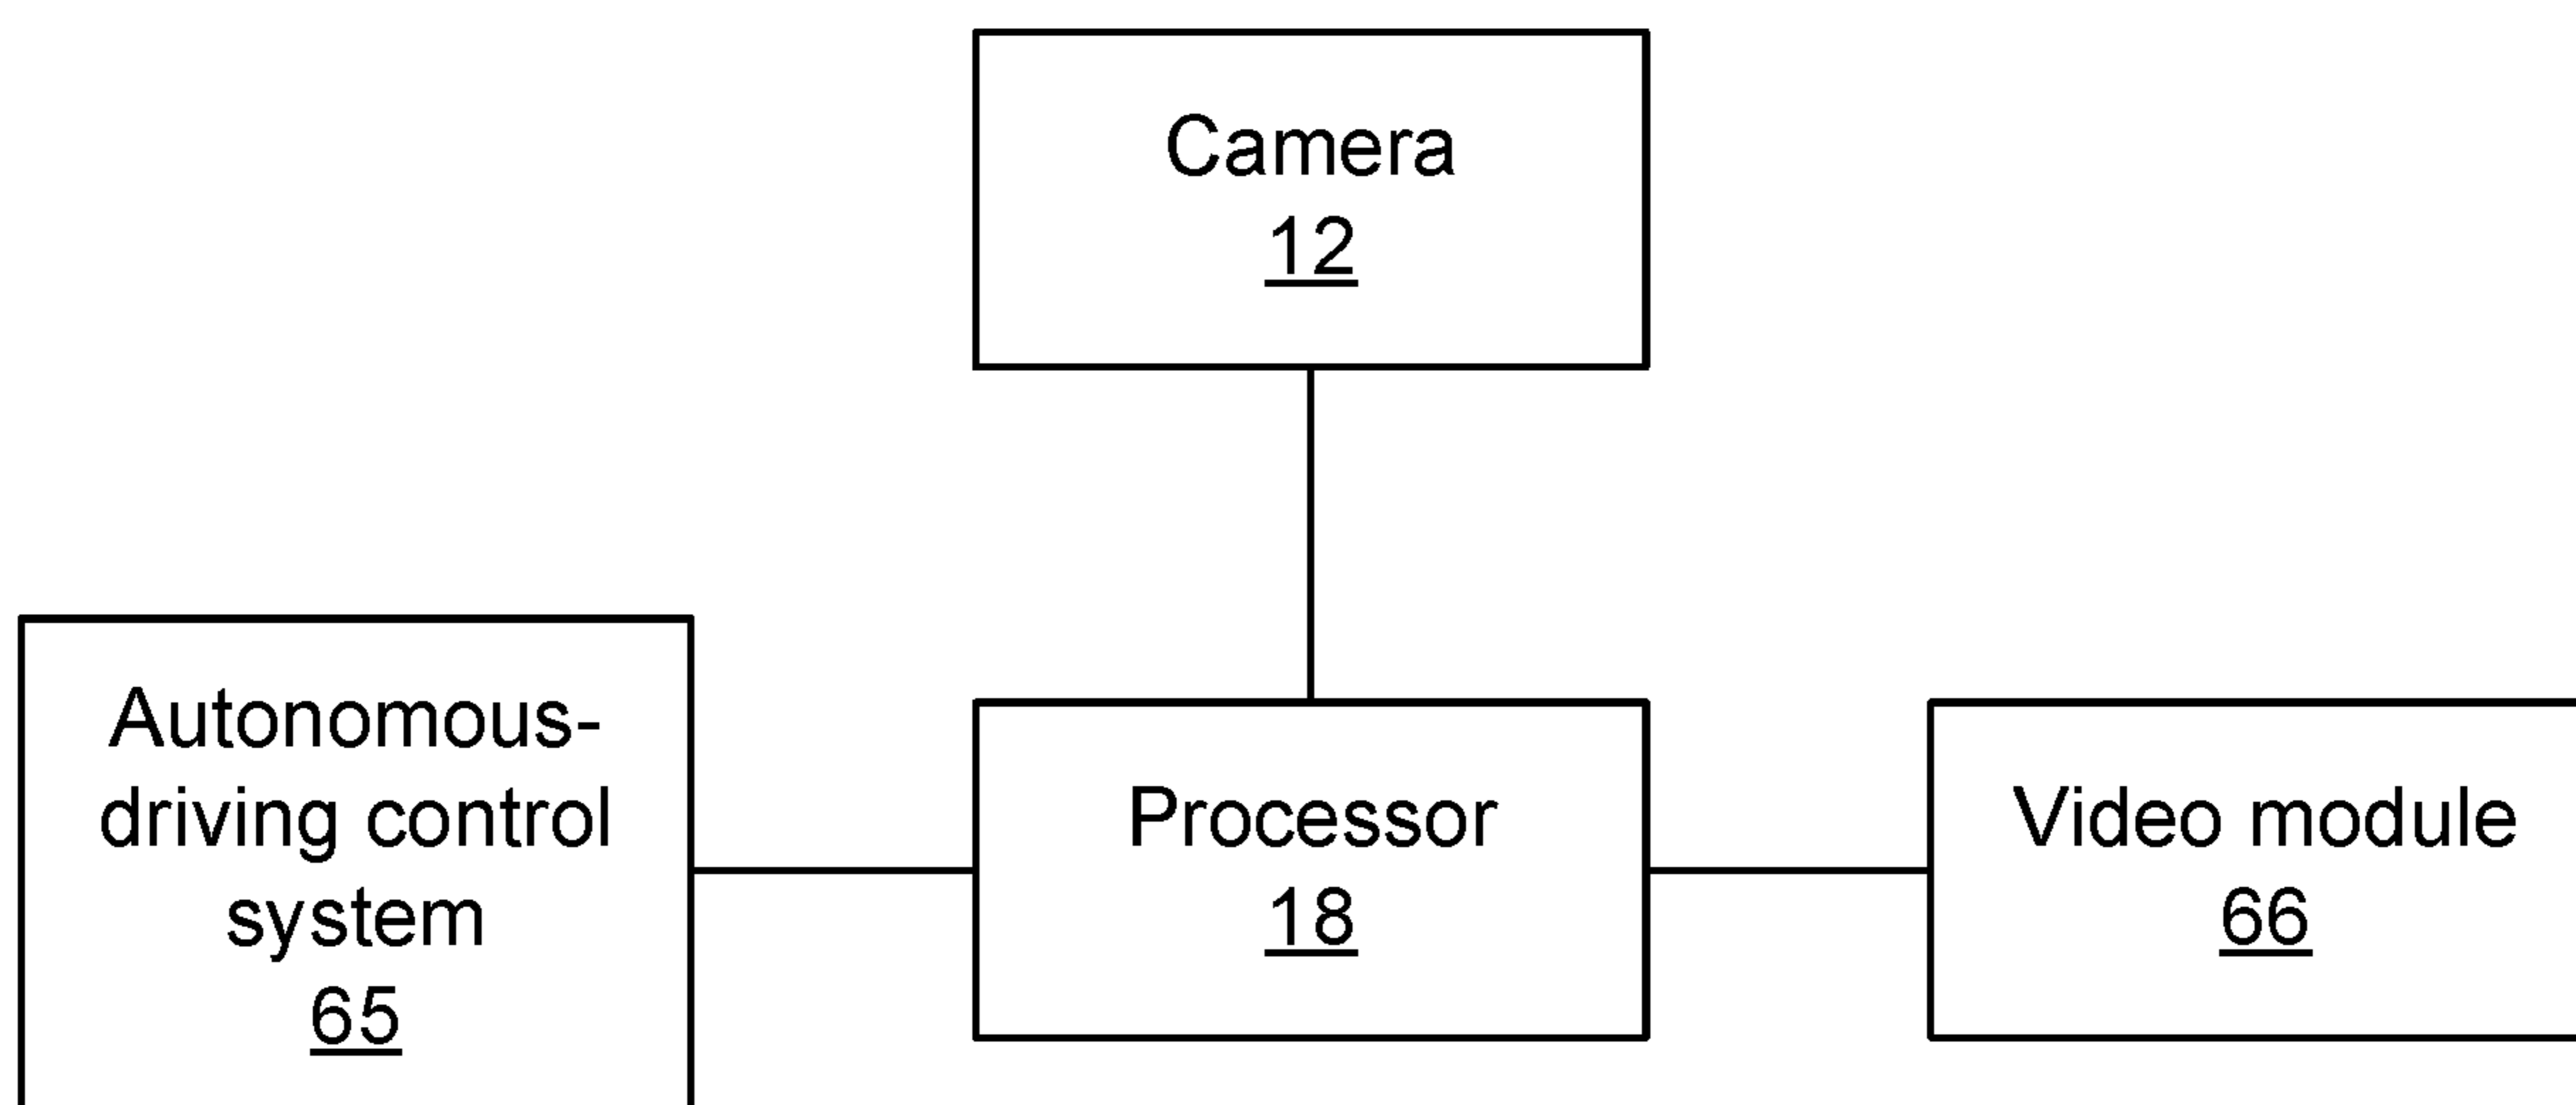 Camera
12
Autonomous-
driving control
system
65
Processor
18
Video module
66